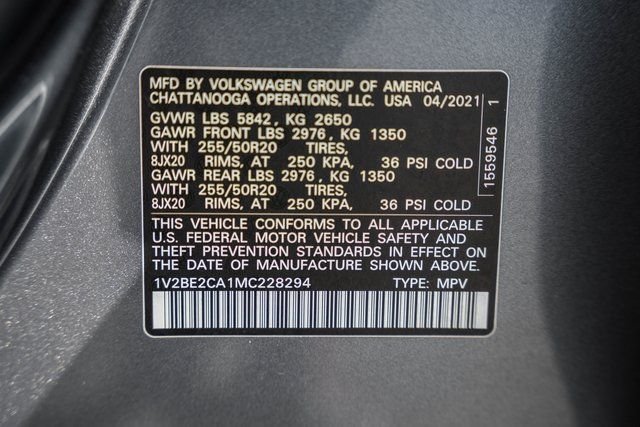 MFD BY VOLKSWAGEN GROUP OF AMERICA
CHATTANOOGA OPERATIONS, LLC. USA 04/2021
GVWR LBS 5842, KG 2650
GAWR FRONT LBS 2976, KG 1350
WITH 255/50R20 TIRES,
8JX20 RIMS, AT 250 KPA, 36 PSI COLD
GAWR REAR LBS 2976, KG 1350
WITH 255/50R20 TIRES,
8JX20 RIMS, AT 250 KPA, 36 PSI COLD
THIS VEHICLE CONFORMS TO ALL APPLICABLE
U.S. FEDERAL MOTOR VEHICLE SAFETY AND
THEFT PREVENTION STANDARDS IN EFFECT ON
THE DATE OF MANUFACTURE SHOWN ABOVE.
1V2BE2CA1MC228294 TYPE: MPV
1559546 1